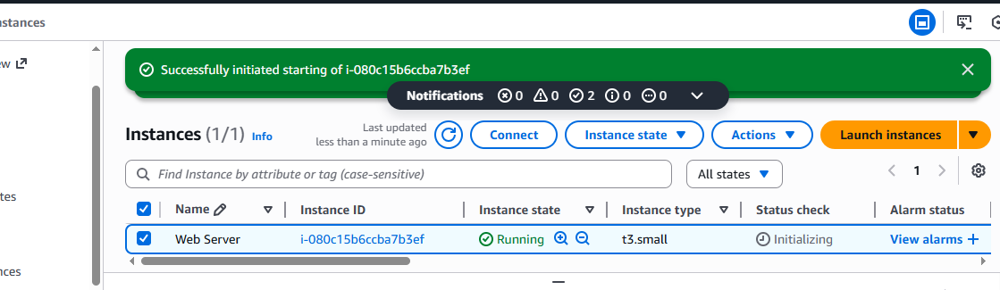 nstances
ew
Successfully initiated starting of i-080c15b6ccba7b3ef
Notifications 0 0 2 0 0
Instances (1/1) Info
Last updated
less than a minute ago
Connect
Instance state
Actions
Launch instances
Find Instance by attribute or tag (case-sensitive)
All states
1
tes
Name
Instance ID
Instance state
Instance type
Status check
Alarm status
Web Server
i-080c15b6ccba7b3ef
Running
t3.small
Initializing
View alarms +
nces